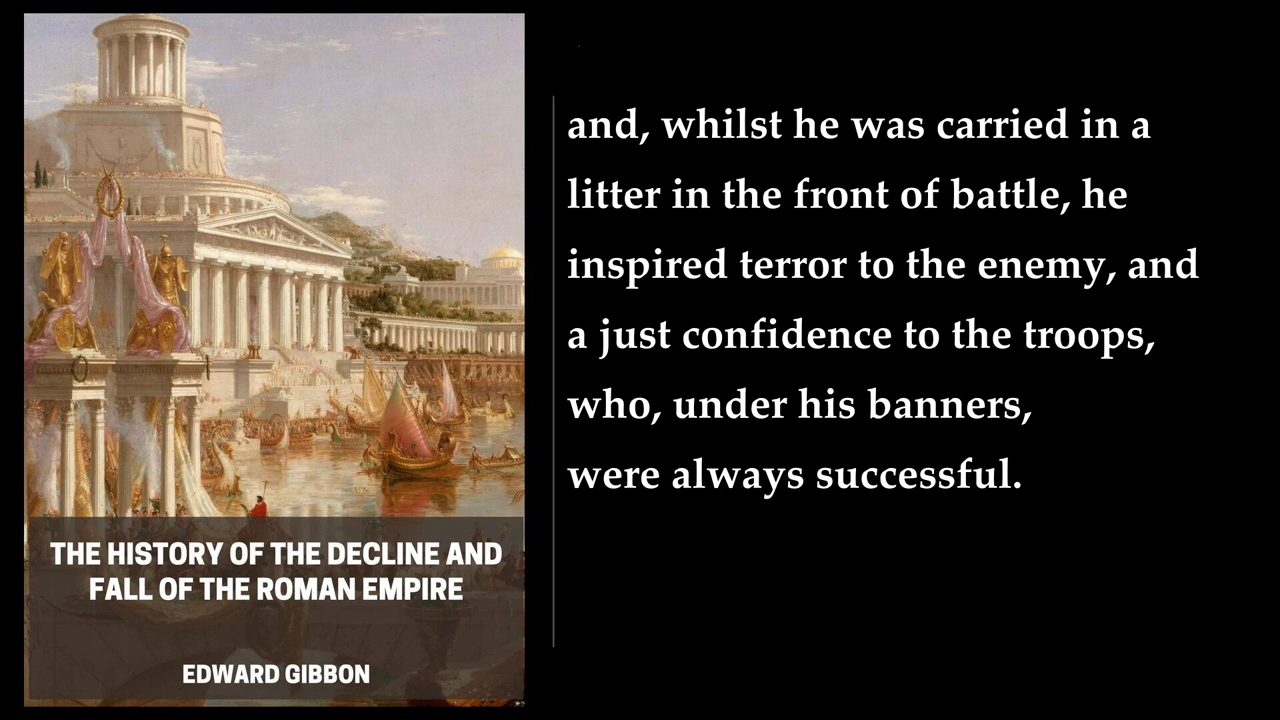 and, whilst he was carried in a
litter in the front of battle, he
inspired terror to the enemy, and
a just confidence to the troops,
who, under his banners,
were always successful.
THE HISTORY OF THE DECLINE AND
FALL OF THE ROMAN EMPIRE
EDWARD GIBBON